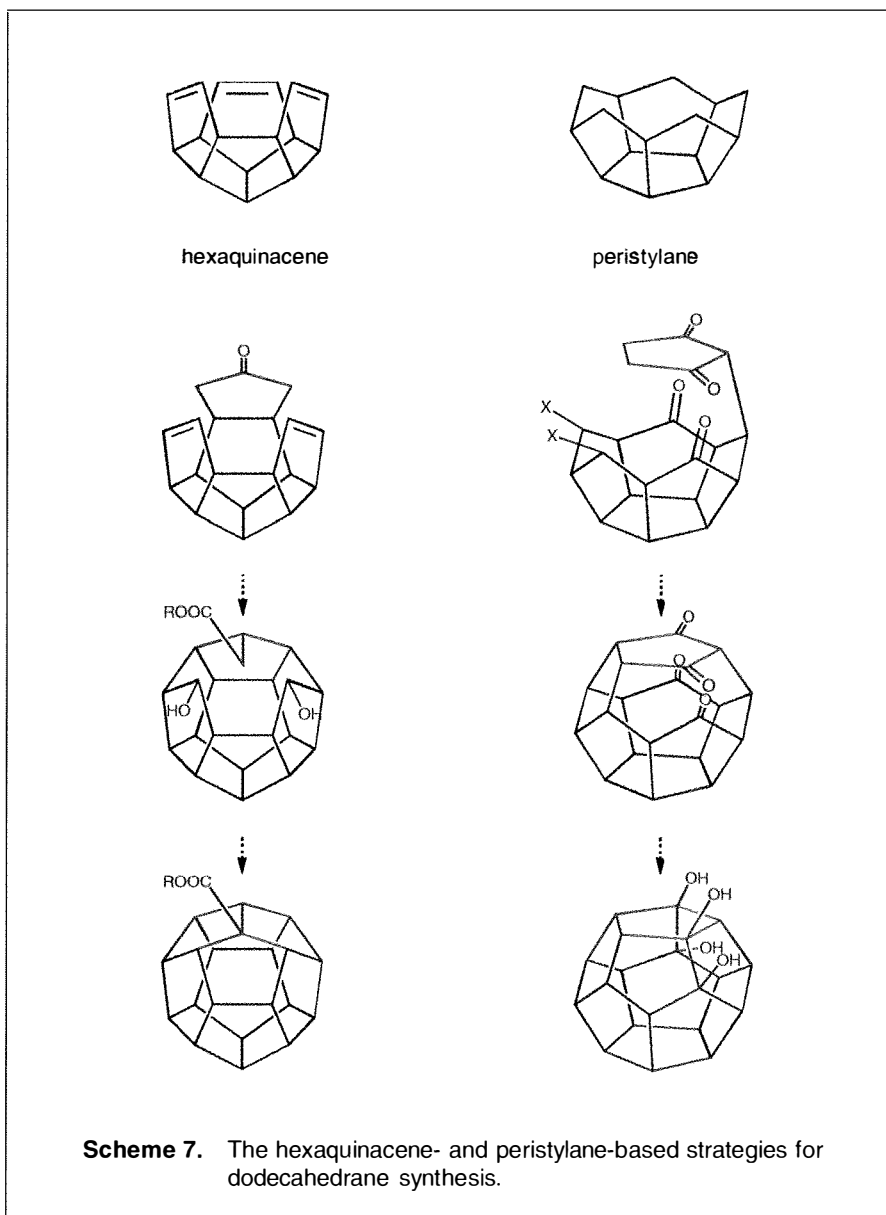 hexaquinacene
peristylane
O
O
O
O
O
X
X
ROOC
HO
OH
O
O
O
O
ROOC
OH
OH
OH
OH
Scheme 7. The hexaquinacene- and peristylane-based strategies for
dodecahedrane synthesis.